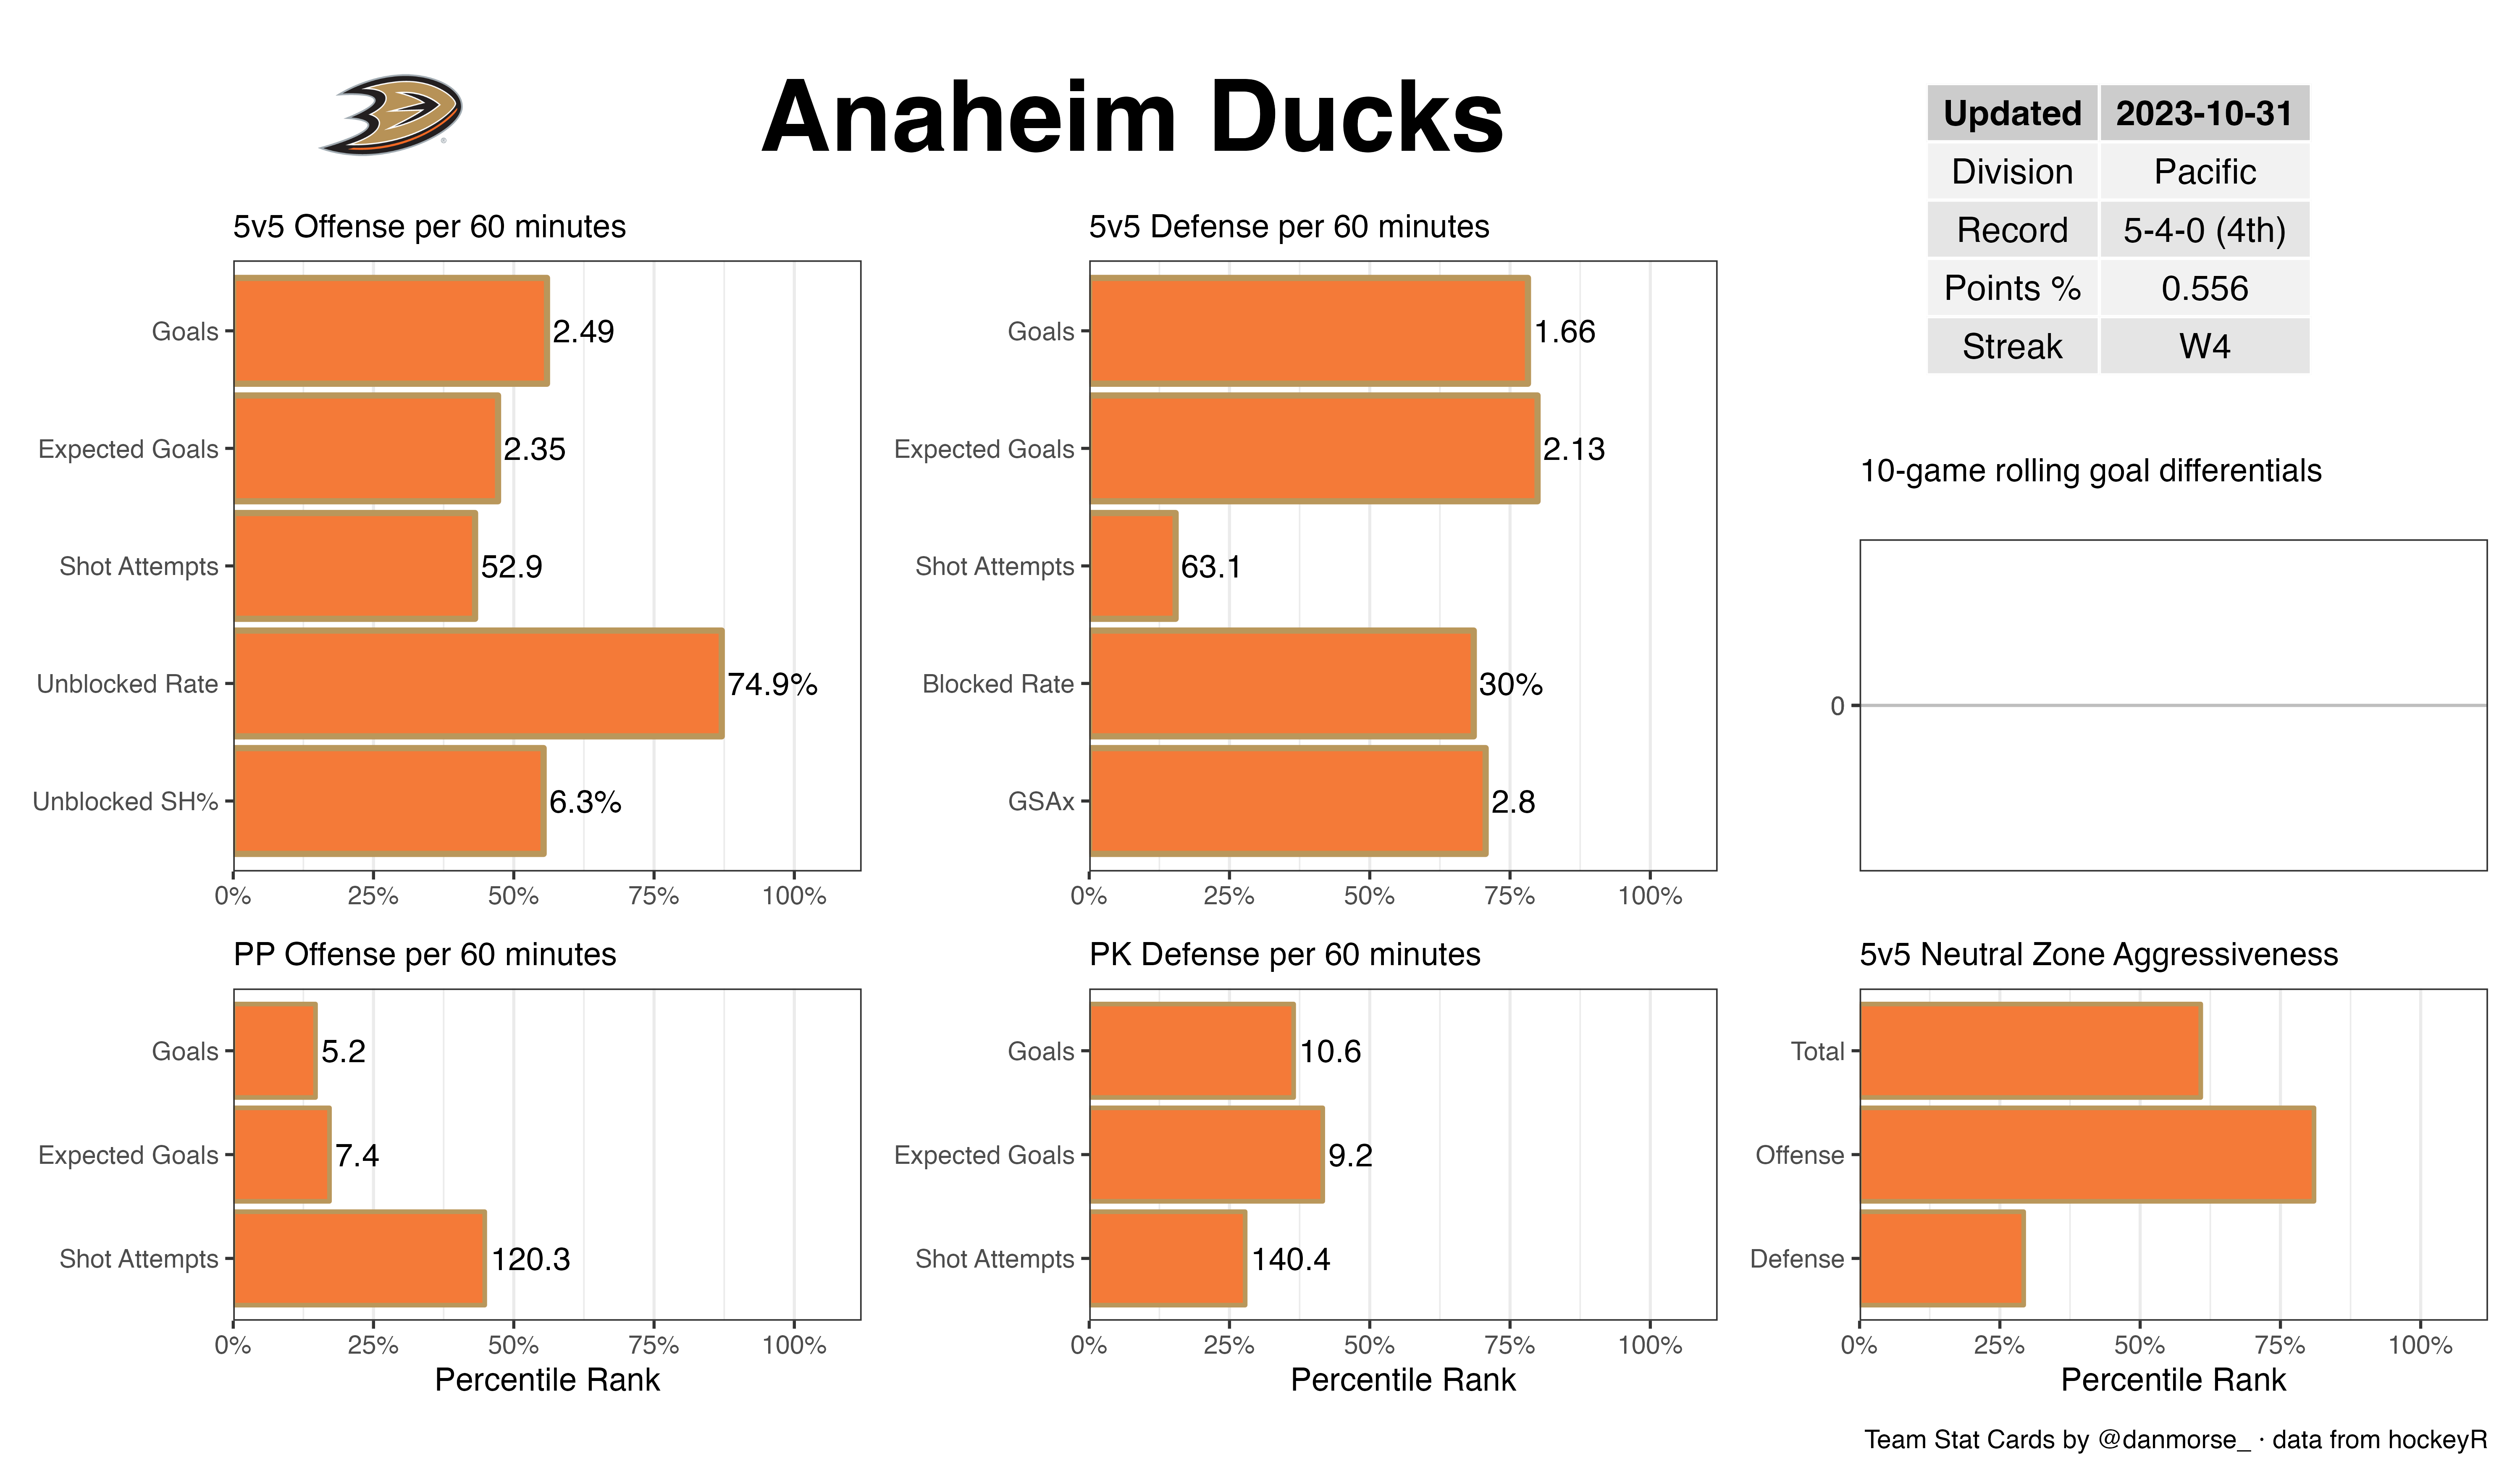 Anaheim Ducks
Updated 2023-10-31
Division Pacific
Record 5-4-0 (4th)
Points % 0.556
Streak W4
5v5 Offense per 60 minutes
Goals 2.49
Expected Goals 2.35
Shot Attempts 52.9
Unblocked Rate 74.9%
Unblocked SH% 6.3%
0% 25% 50% 75% 100%
5v5 Defense per 60 minutes
Goals 1.66
Expected Goals 2.13
Shot Attempts 63.1
Blocked Rate 30%
GSAx 2.8
0% 25% 50% 75% 100%
10-game rolling goal differentials
0
PP Offense per 60 minutes
Goals 5.2
Expected Goals 7.4
Shot Attempts 120.3
0% 25% 50% 75% 100%
Percentile Rank
PK Defense per 60 minutes
Goals 10.6
Expected Goals 9.2
Shot Attempts 140.4
0% 25% 50% 75% 100%
Percentile Rank
5v5 Neutral Zone Aggressiveness
Total
Offense
Defense
0% 25% 50% 75% 100%
Percentile Rank
Team Stat Cards by @danmorse_ · data from hockeyR